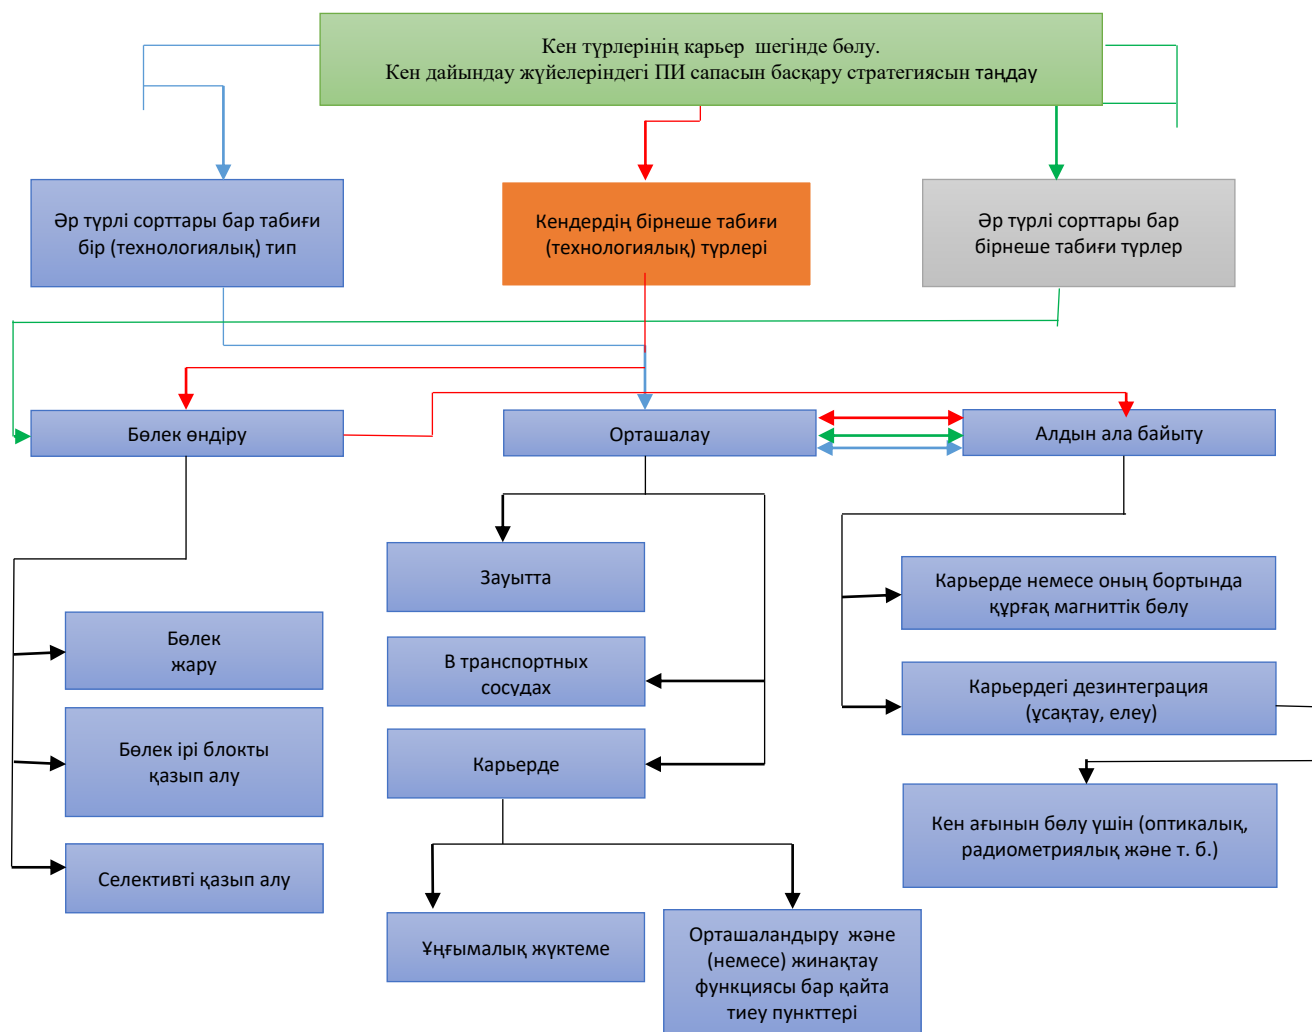 Кен түрлерінің карьер шегінде бөлу.
Кен дайындау жүйелеріндегі ПИ сапасын басқару стратегиясын таңдау
Әр түрлі сорттары бар табиғи
бір (технологиялық) тип
Кендердің бірнеше табиғи
(технологиялық) түрлері
Әр түрлі сорттары бар
бірнеше табиғи түрлер
Бөлек өндіру
Орташалау
Алдын ала байыту
Зауытта
Карьерде немесе оның бортында
құрғақ магниттік бөлу
Бөлек
жару
В транспортных
сосудах
Карьердегі дезинтеграция
(ұсақтау, елеу)
Бөлек ірі блокты
қазып алу
Карьерде
Кен ағынын бөлу үшін (оптикалық,
радиометриялық және т. б.)
Селективті қазып алу
Ұңғымалық жүктеме
Орташаландыру және
(немесе) жинақтау
функциясы бар қайта
тиеу пункттері